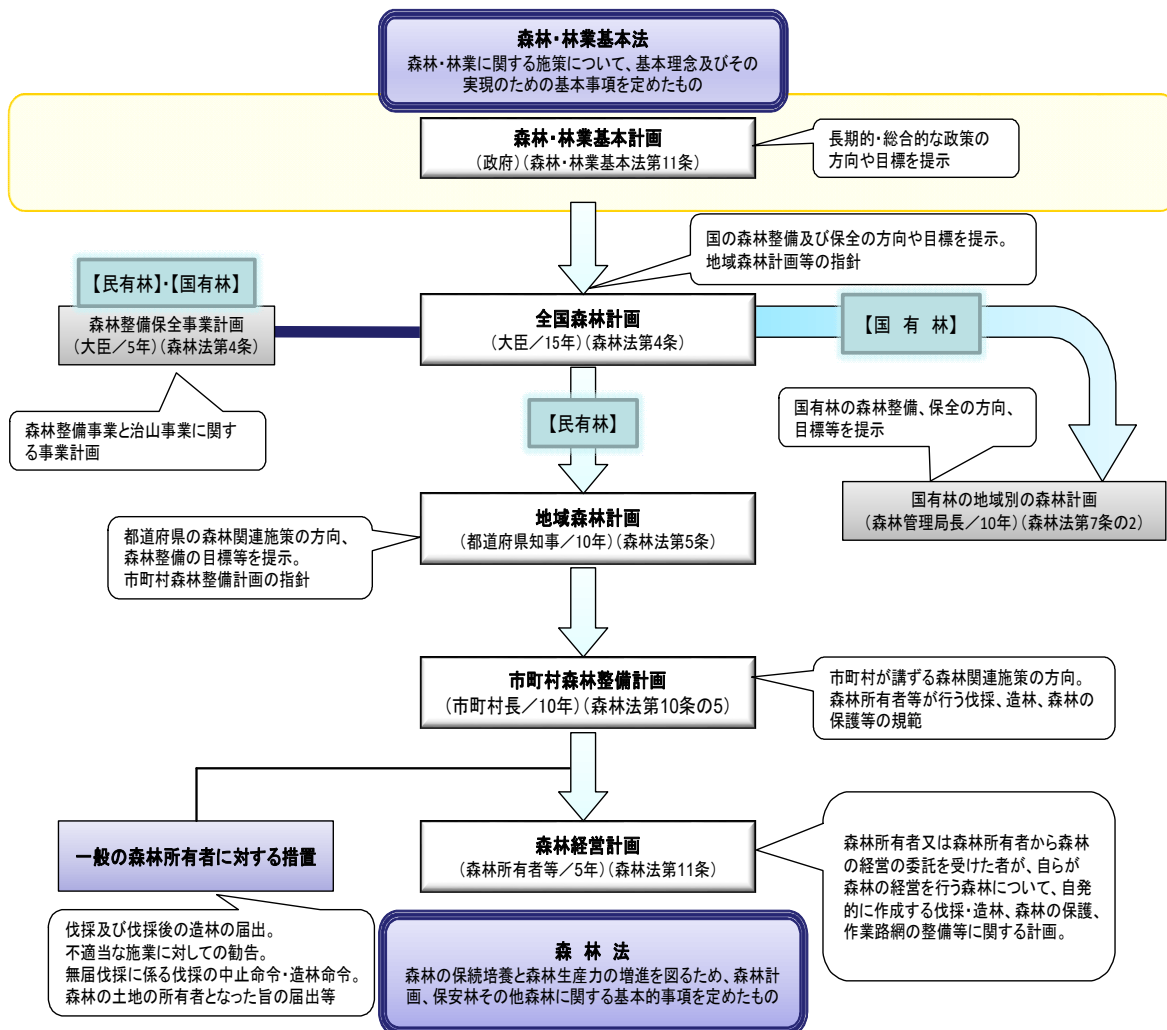 森林・林業基本法
森林・林業に関する施策について、基本理念及びその
実現のための基本事項を定めたもの
森林・林業基本計画
(政府)(森林・林業基本法第11条)
長期的・総合的な政策の
方向や目標を提示
国の森林整備及び保全の方向や目標を提示。
地域森林計画等の指針
【民有林】・【国有林】
森林整備保全事業計画
(大臣／5年)(森林法第4条)
全国森林計画
(大臣／15年)(森林法第4条)
【国 有 林】
森林整備事業と治山事業に関す
る事業計画
【民有林】
国有林の森林整備、保全の方向、
目標等を提示
国有林の地域別の森林計画
(森林管理局長／10年)(森林法第7条の2)
地域森林計画
(都道府県知事／10年)(森林法第5条)
都道府県の森林関連施策の方向、
森林整備の目標等を提示。
市町村森林整備計画の指針
市町村森林整備計画
(市町村長／10年)(森林法第10条の5)
市町村が講ずる森林関連施策の方向。
森林所有者等が行う伐採、造林、森林の
保護等の規範
一般の森林所有者に対する措置
森林経営計画
(森林所有者等／5年)(森林法第11条)
森林所有者又は森林所有者から森林
の経営の委託を受けた者が、自らが
森林の経営を行う森林について、自発
的に作成する伐採・造林、森林の保護、
作業路網の整備等に関する計画。
伐採及び伐採後の造林の届出。
不適当な施業に対しての勧告。
無届伐採に係る伐採の中止命令・造林命令。
森林の土地の所有者となった旨の届出等
森 林 法
森林の保続培養と森林生産力の増進を図るため、森林計
画、保安林その他森林に関する基本的事項を定めたもの